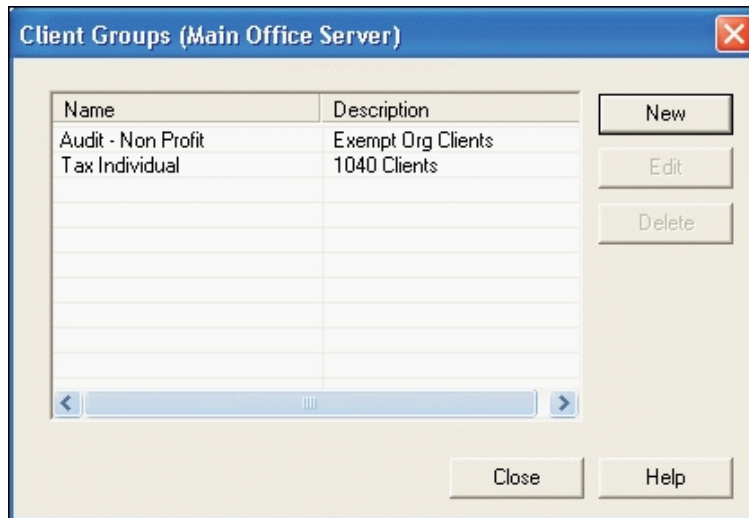 Client Groups (Main Office Server)
Name Description New
Audit - Non Profit Exempt Org Clients
Tax Individual 1040 Clients Edit
Delete
Close Help